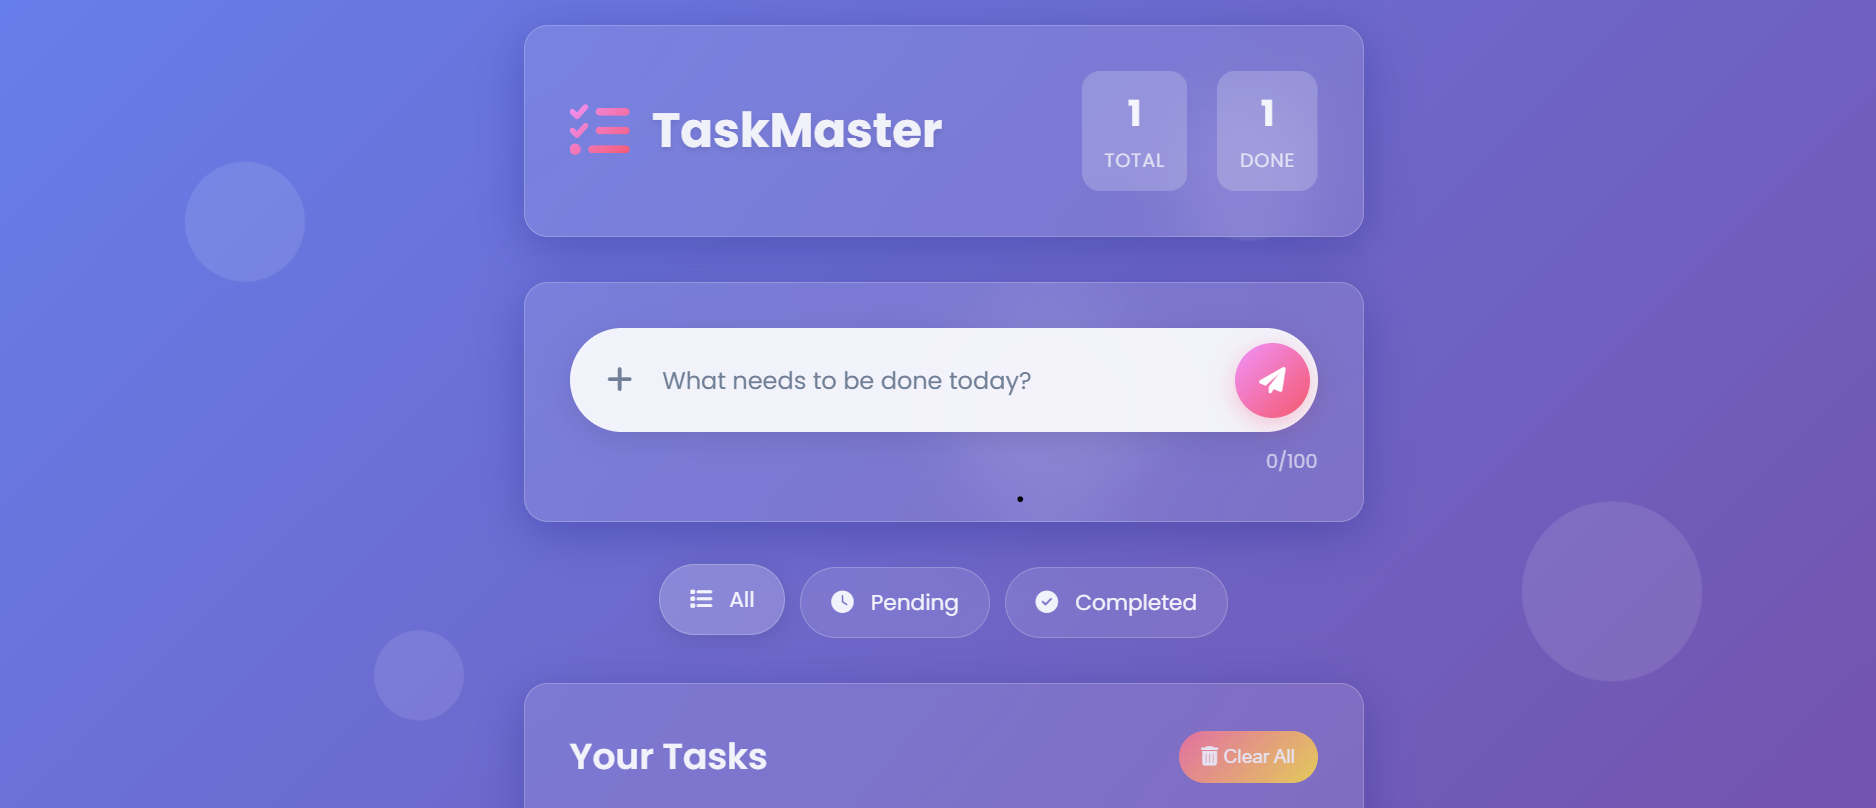 TaskMaster
1
TOTAL
1
DONE
What needs to be done today?
0/100
All
Pending
Completed
Your Tasks
Clear All